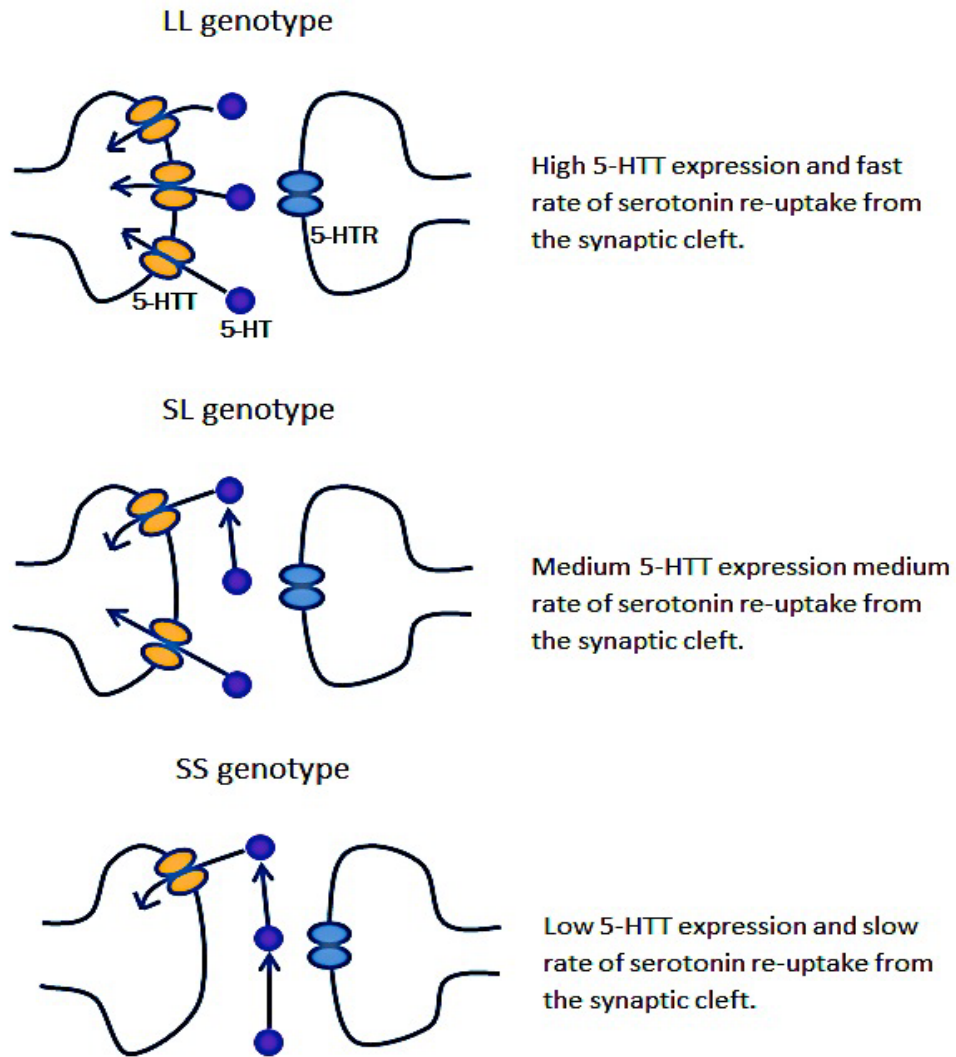 LL genotype
High 5-HTT expression and fast
rate of serotonin re-uptake from
the synaptic cleft.
5-HTR
5-HTT
5-HT
SL genotype
Medium 5-HTT expression medium
rate of serotonin re-uptake from
the synaptic cleft.
SS genotype
Low 5-HTT expression and slow
rate of serotonin re-uptake from
the synaptic cleft.